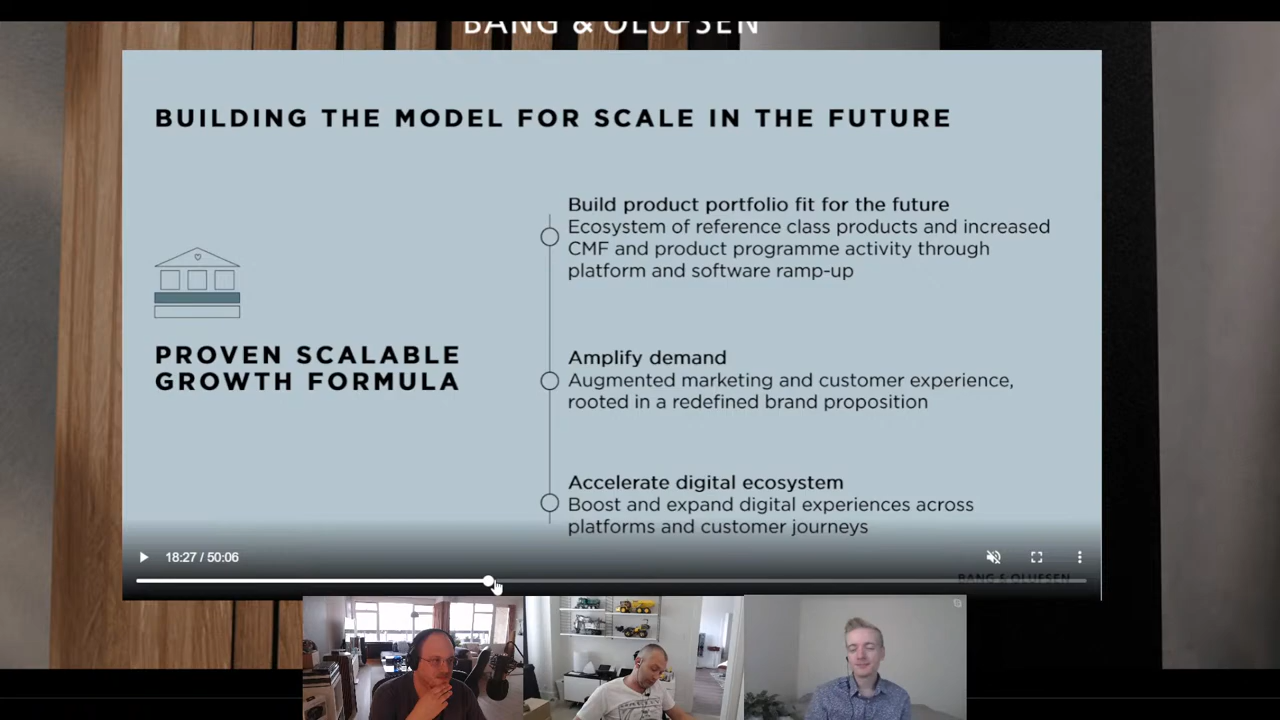 BANG & OLUFSEN
BUILDING THE MODEL FOR SCALE IN THE FUTURE
PROVEN SCALABLE
GROWTH FORMULA
Build product portfolio fit for the future
Ecosystem of reference class products and increased
CMF and product programme activity through
platform and software ramp-up
Amplify demand
Augmented marketing and customer experience,
rooted in a redefined brand proposition
Accelerate digital ecosystem
Boost and expand digital experiences across
platforms and customer journeys
18:27 / 50:06
BANG & OLUFSEN